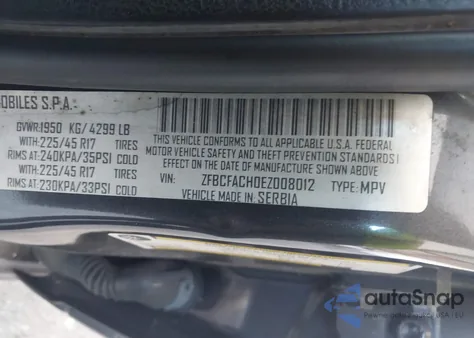 OBILES S.P.A.
GVWR:1950 KG/ 4299 LB
WITH 225/45 R17 TIRES
RIMS AT: 240KPA/35PSI COLD
WITH 225/45 R17 TIRES
RIMS AT: 230KPA/33PSI COLD
THIS VEHICLE CONFORMS TO ALL APPLICABLE U.S.A. FEDERAL
MOTOR VEHICLE SAFETY, BUMPER AND THEFT PREVENTION STANDARDS IN
EFFECT ON THE DATE OF MANUFACTURE SHOWN ABOVE.
VIN: ZFBCFACH0EZ008012 TYPE: MPV
VEHICLE MADE IN SERBIA
autoSnap